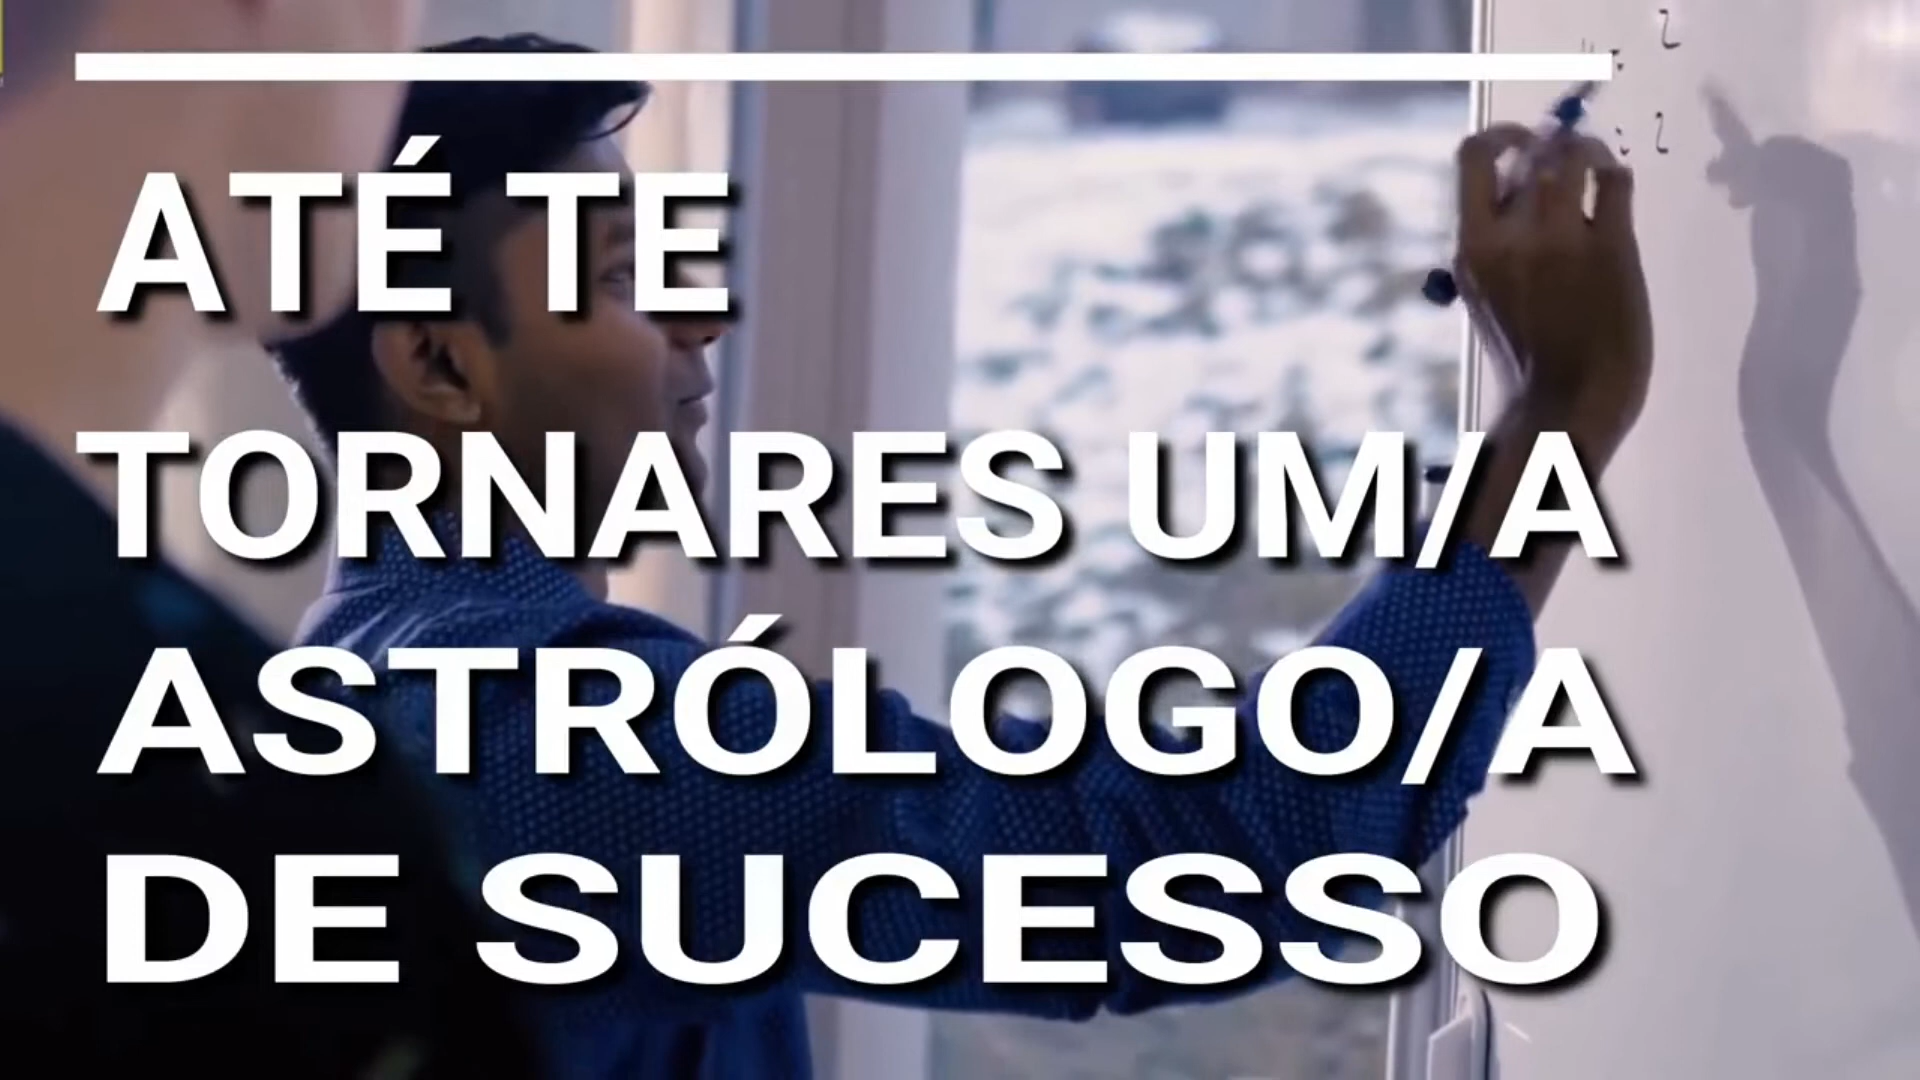 ATÉ TE
TORNARES UM/A
ASTRÓLOGO/A
DE SUCESSO